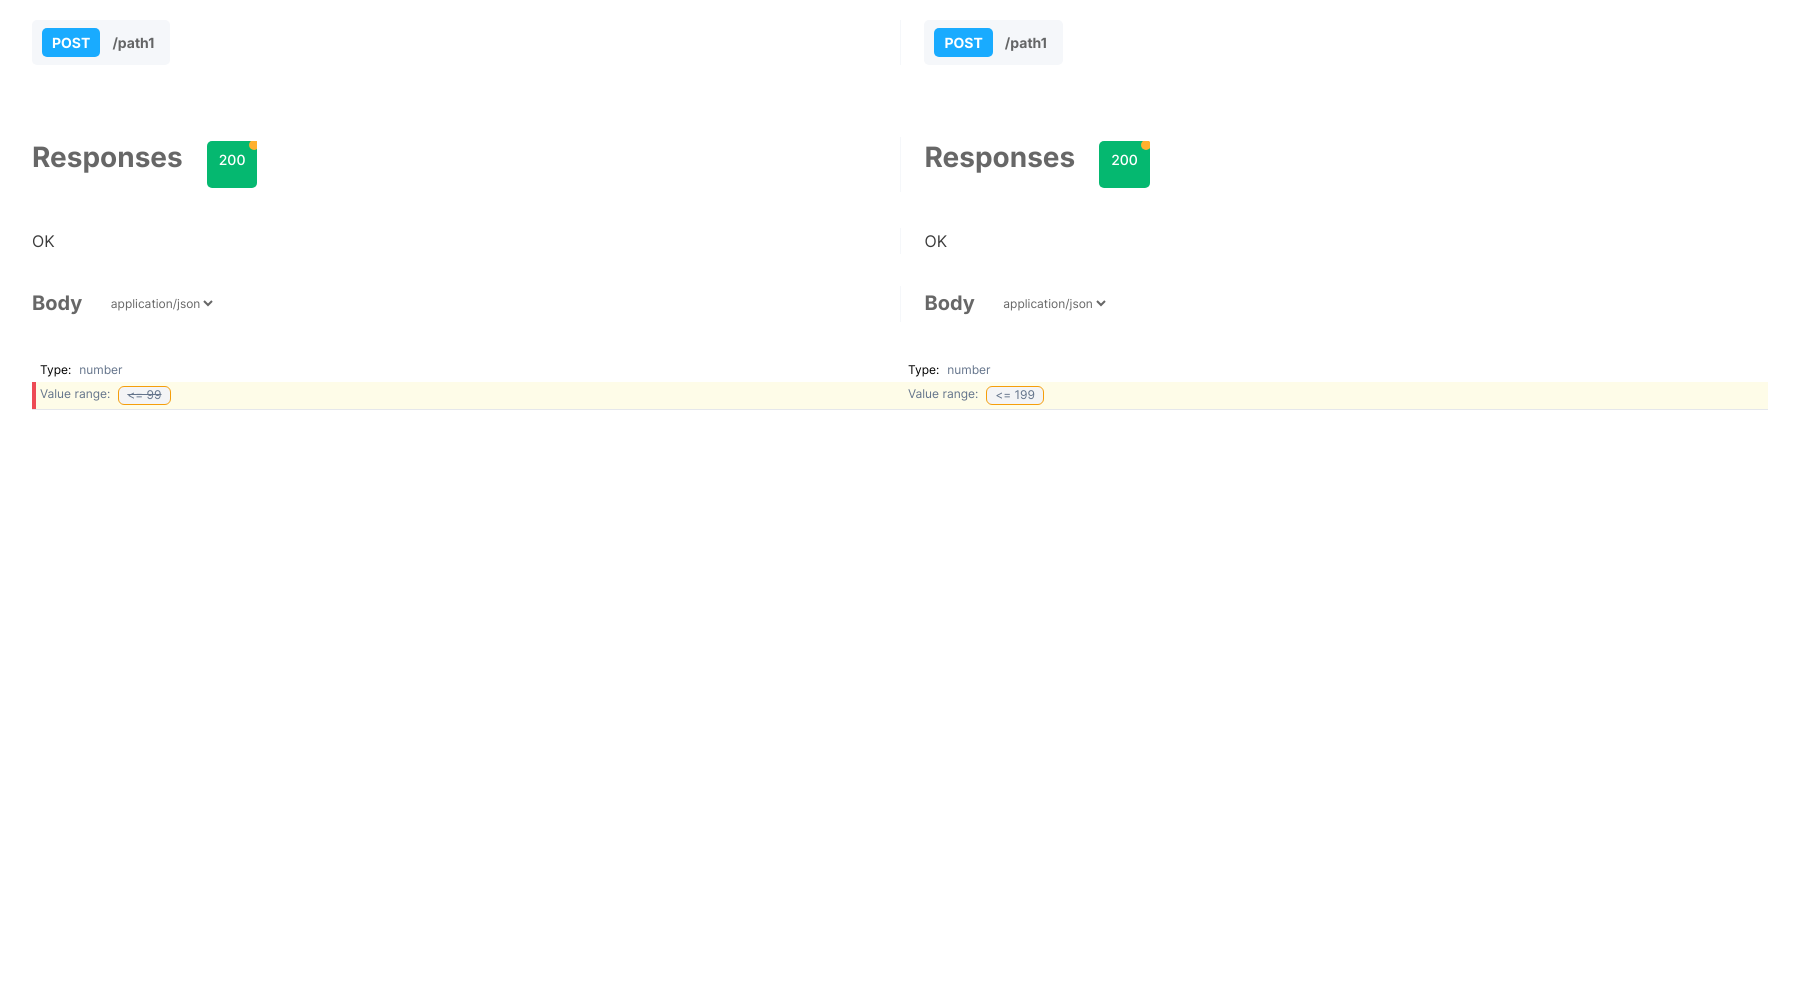 POST /path1 POST /path1
Responses 200 Responses 200
OK OK
Body application/json Body application/json
Type: number Type: number
Value range: <= 99 Value range: <= 199